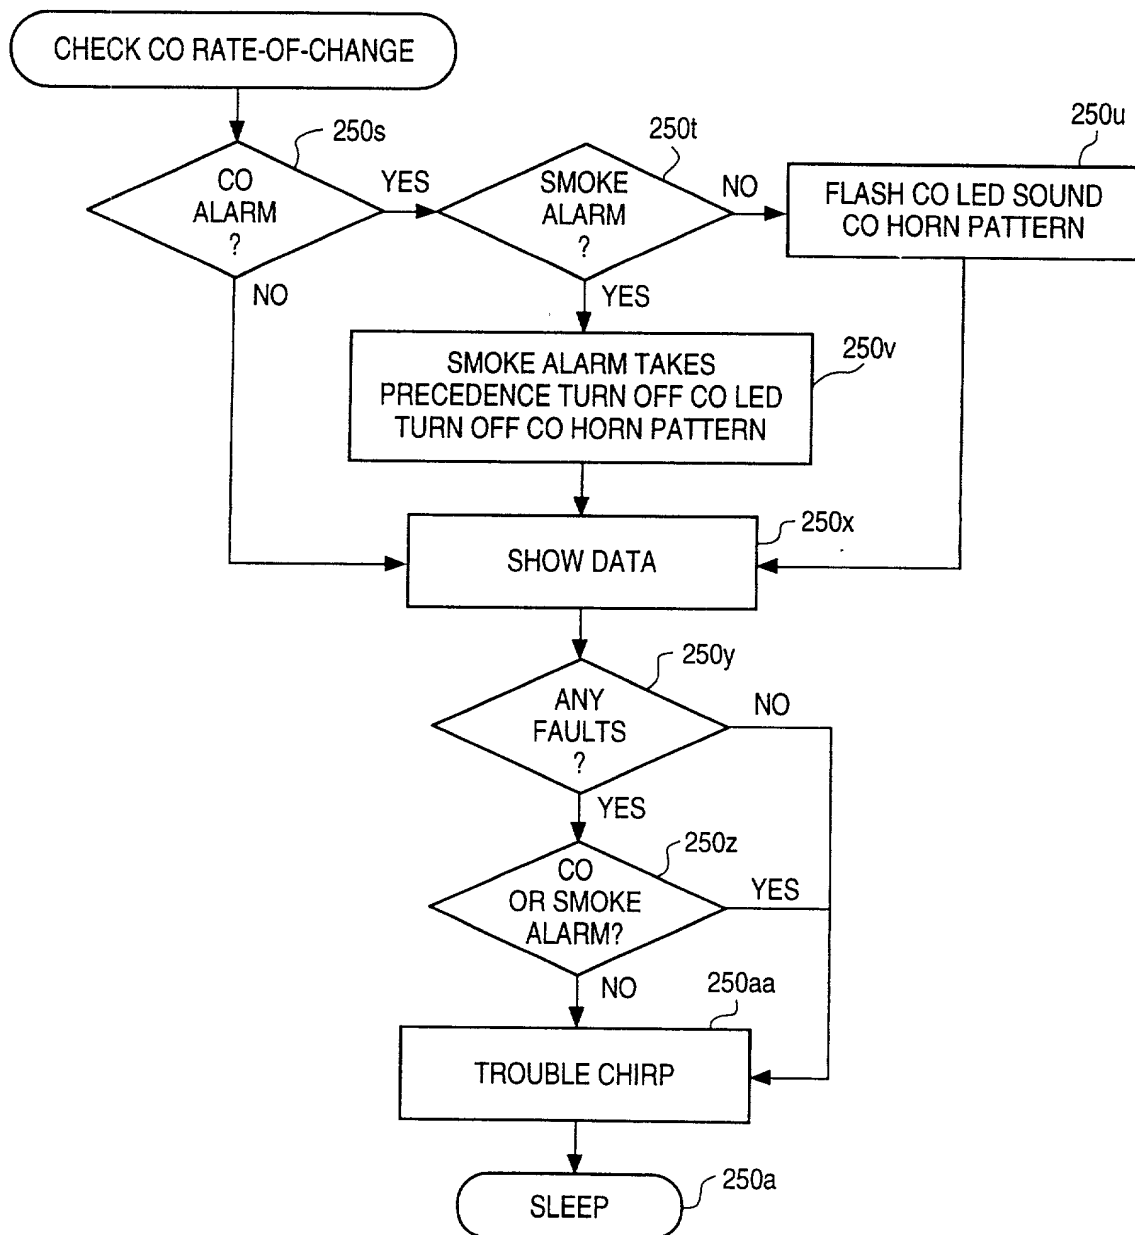 CHECK CO RATE-OF-CHANGE
250s
CO
ALARM
?
YES
NO
250t
SMOKE
ALARM
?
NO
YES
250u
FLASH CO LED SOUND
CO HORN PATTERN
250v
SMOKE ALARM TAKES
PRECEDENCE TURN OFF CO LED
TURN OFF CO HORN PATTERN
250x
SHOW DATA
250y
ANY
FAULTS
?
NO
YES
250z
CO
OR SMOKE
ALARM?
YES
NO
250aa
TROUBLE CHIRP
SLEEP
250a